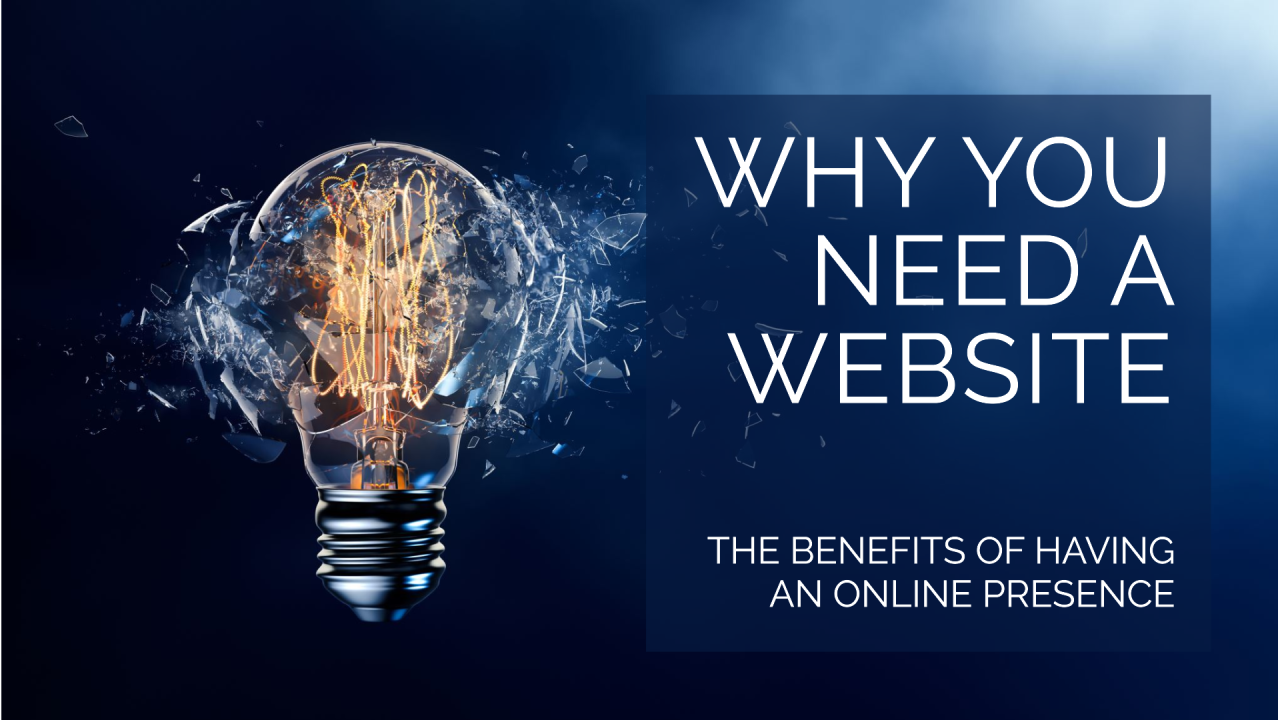 WHY YOU
NEED A
WEBSITE
THE BENEFITS OF HAVING
AN ONLINE PRESENCE